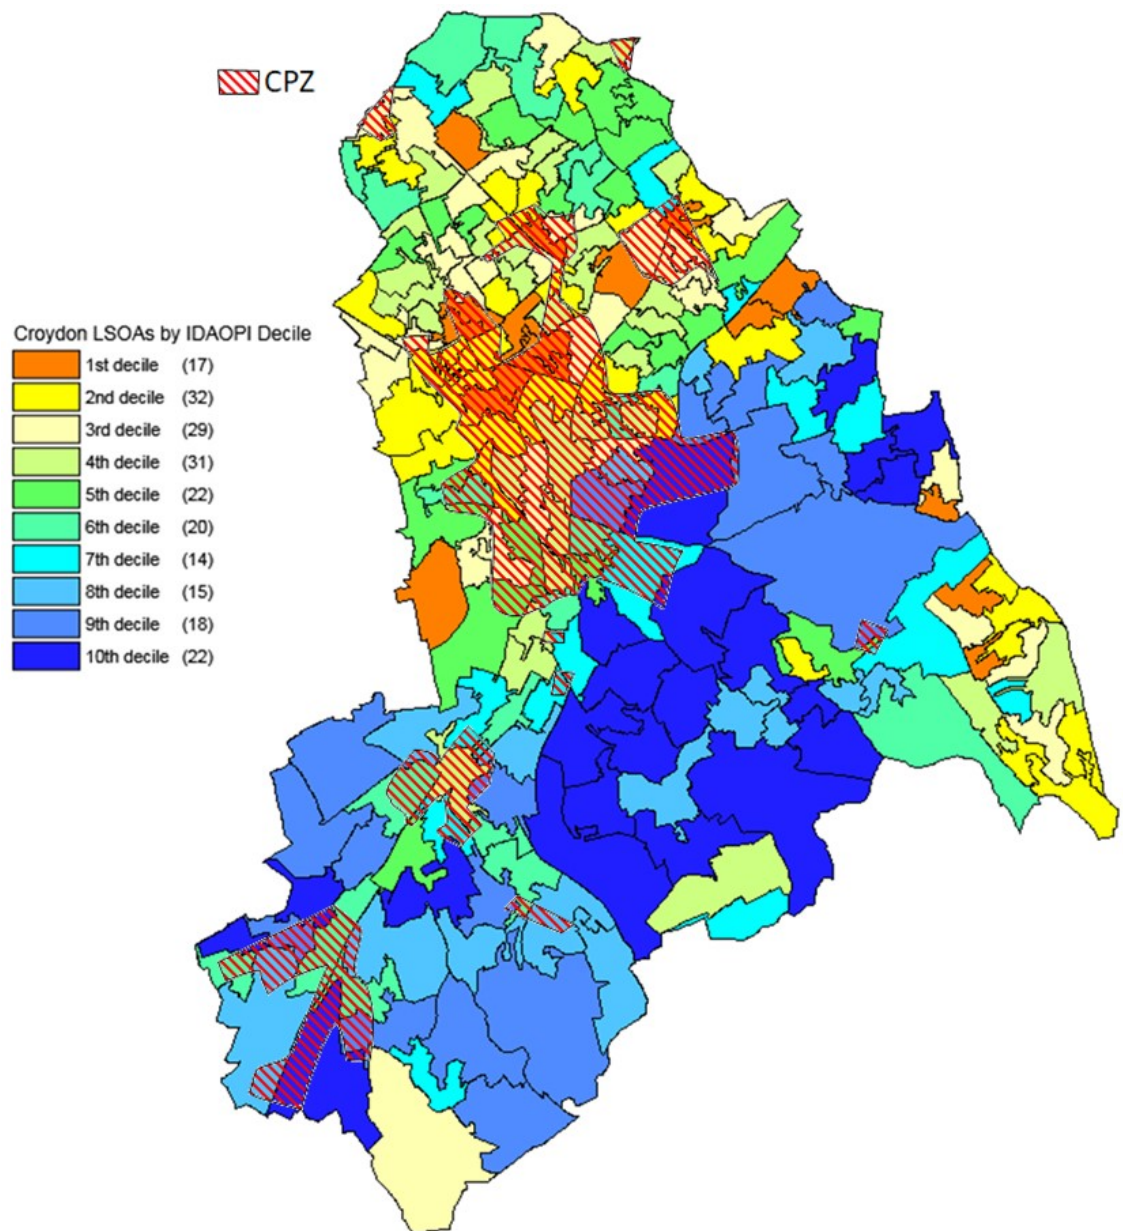 CPZ
Croydon LSOAs by IDAOPI Decile
1st decile (17)
2nd decile (32)
3rd decile (29)
4th decile (31)
5th decile (22)
6th decile (20)
7th decile (14)
8th decile (15)
9th decile (18)
10th decile (22)